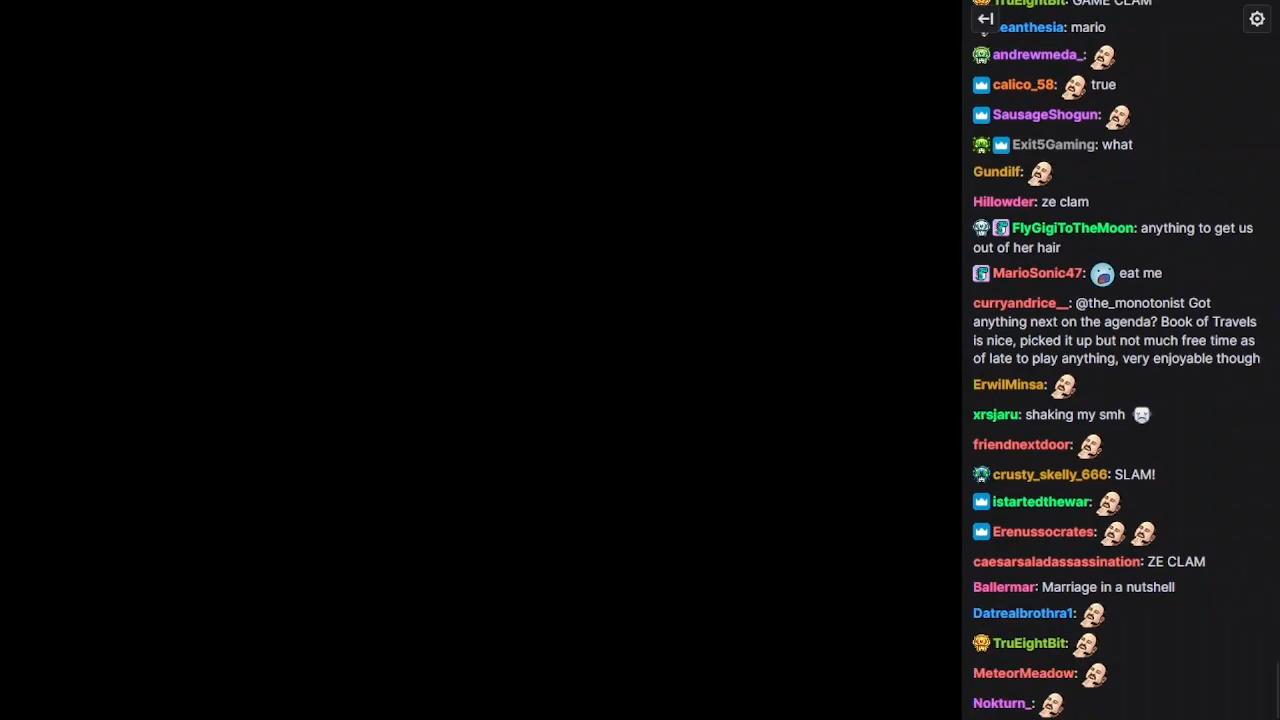 TruEightBit: GAME CLAM
eanthesia: mario
andrewmeda_:
calico_58: true
SausageShogun:
Exit5Gaming: what
Gundilf:
Hillowder: ze clam
FlyGigiToTheMoon: anything to get us
out of her hair
MarioSonic47: eat me
curryandrice__: @the_monotonist Got
anything next on the agenda? Book of Travels
is nice, picked it up but not much free time as
of late to play anything, very enjoyable though
ErwilMinsa:
xrsjaru: shaking my smh
friendnextdoor:
crusty_skelly_666: SLAM!
istartedthewar:
Erenussocrates:
caesarsaladassassination: ZE CLAM
Ballermar: Marriage in a nutshell
Datrealbrothra1:
TruEightBit:
MeteorMeadow:
Nokturn_: